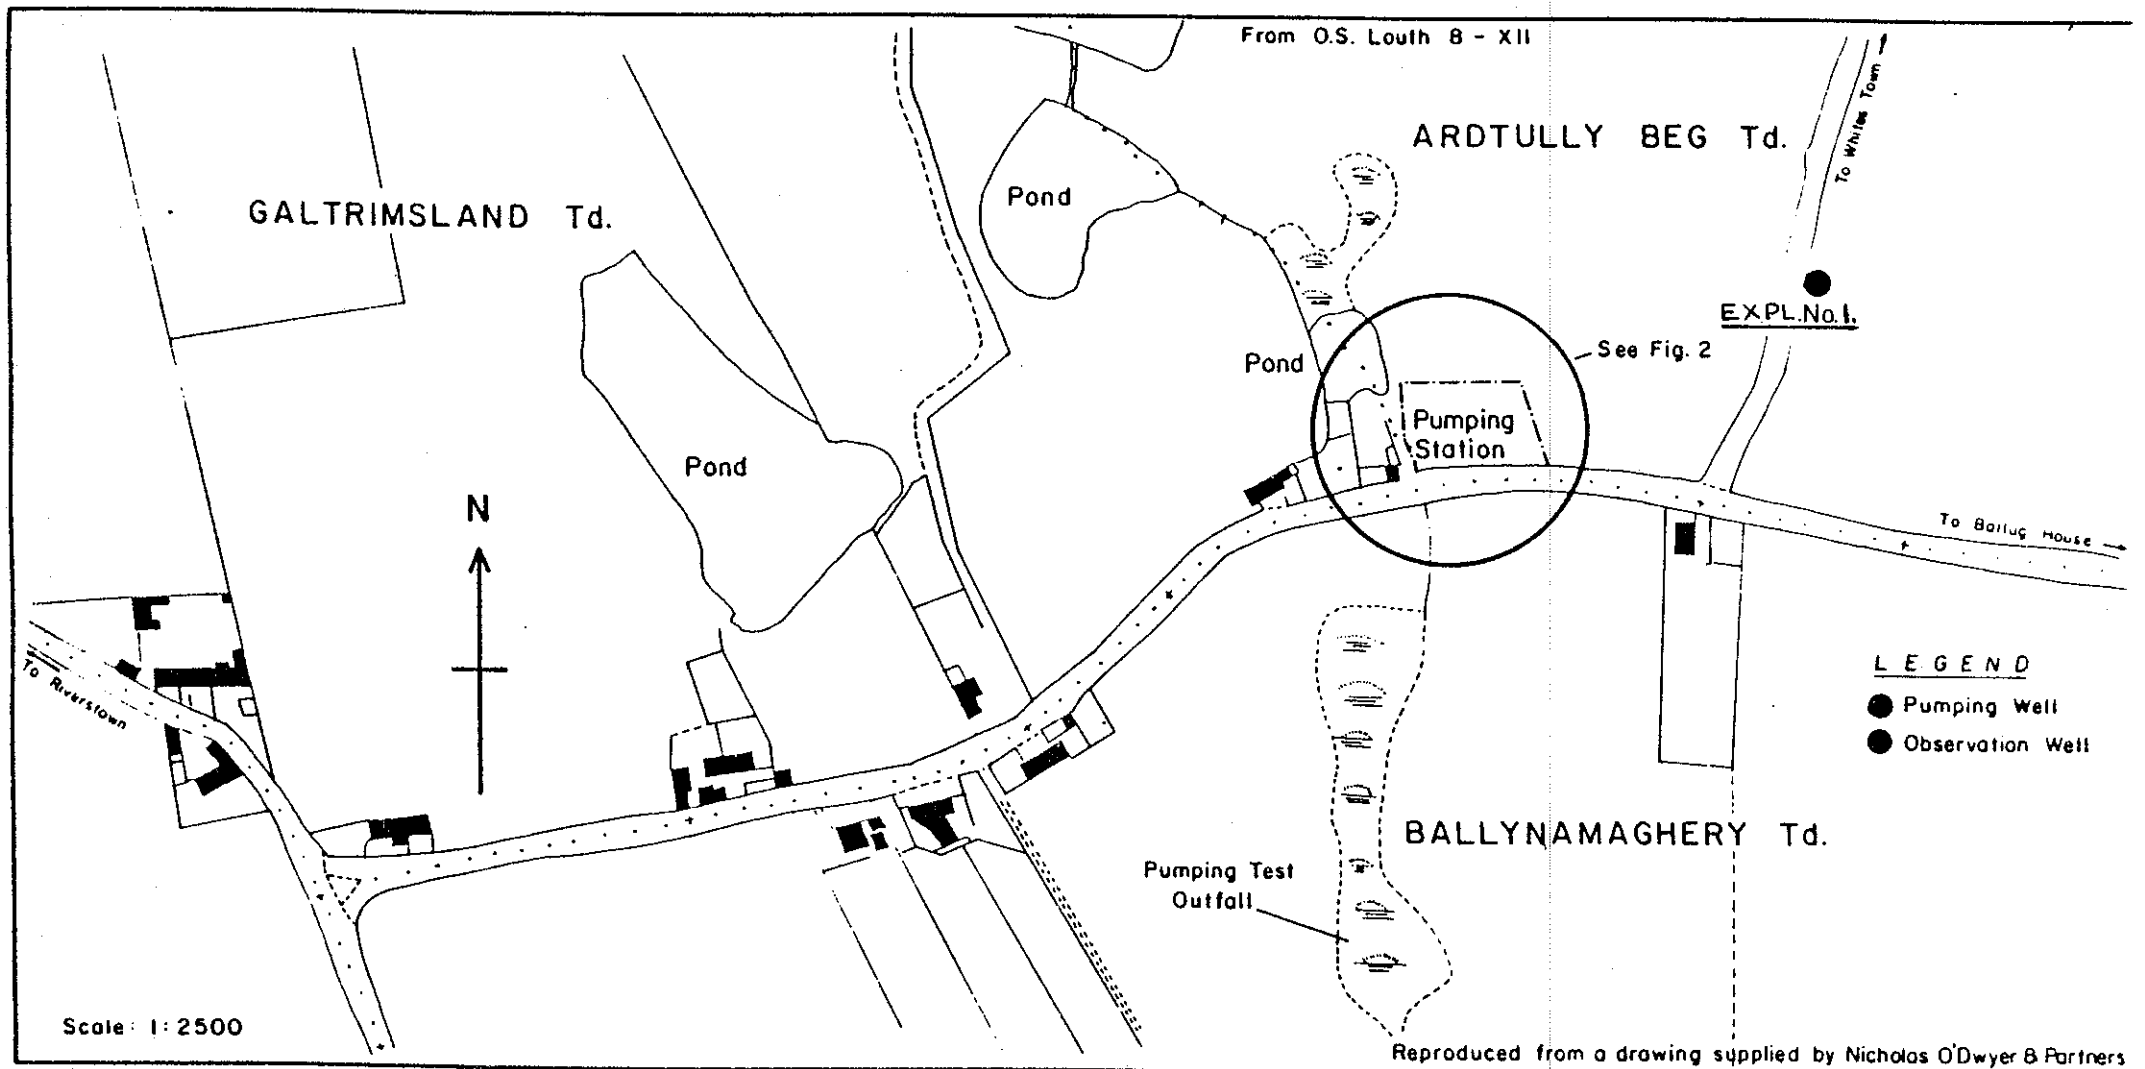 From O.S. Louth 8 - XII
ARDTULLY BEG Td.
To Whites Town
Pond
GALTRIMSLAND Td.
EXPL.No.1.
See Fig. 2
Pond
Pumping
Station
Pond
N
To Ballug House
To Riverstown
LEGEND
Pumping Well
Observation Well
BALLYNAMAGHERY Td.
Pumping Test
Outfall
Scale: 1:2500
Reproduced from a drawing supplied by Nicholas O'Dwyer & Partners